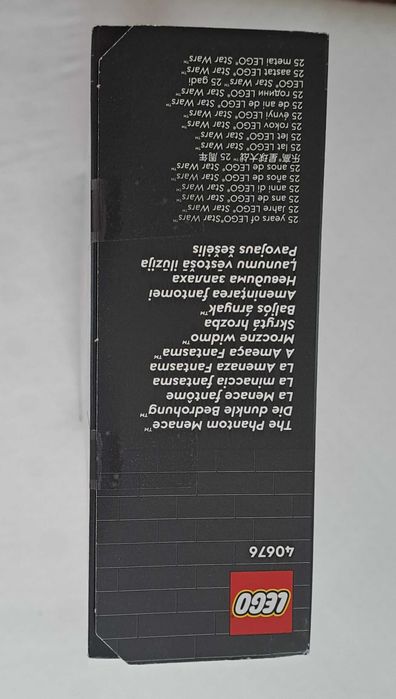 LEGO
40676
The Phantom Menace™
Die dunkle Bedrohung™
La Menace fantôme
La minaccia fantasma
La Amenaza Fantasma
A Ameaça Fantasma™
Mroczne widmo™
Skrytá hrozba
Baljós árnyak™
Amenințarea fantomei
Невидима заплаха
Ļaunumu vēstošā ilūzija
Pavojaus šešėlis
25 years of LEGO® Star Wars™
25 Jahre LEGO® Star Wars™
25 ans de LEGO® Star Wars™
25 anni di LEGO® Star Wars™
25 años de LEGO® Star Wars™
25 anos do LEGO® Star Wars™
乐高®星球大战™ 25 周年
25 lat LEGO® Star Wars™
25 let LEGO® Star Wars™
25 rokov LEGO® Star Wars™
25 évnyi LEGO® Star Wars™
25 de ani de LEGO® Star Wars™
25 години LEGO® Star Wars™
LEGO® Star Wars™ 25 gadi
25 aastat LEGO® Star Wars™
25 metai LEGO® Star Wars™